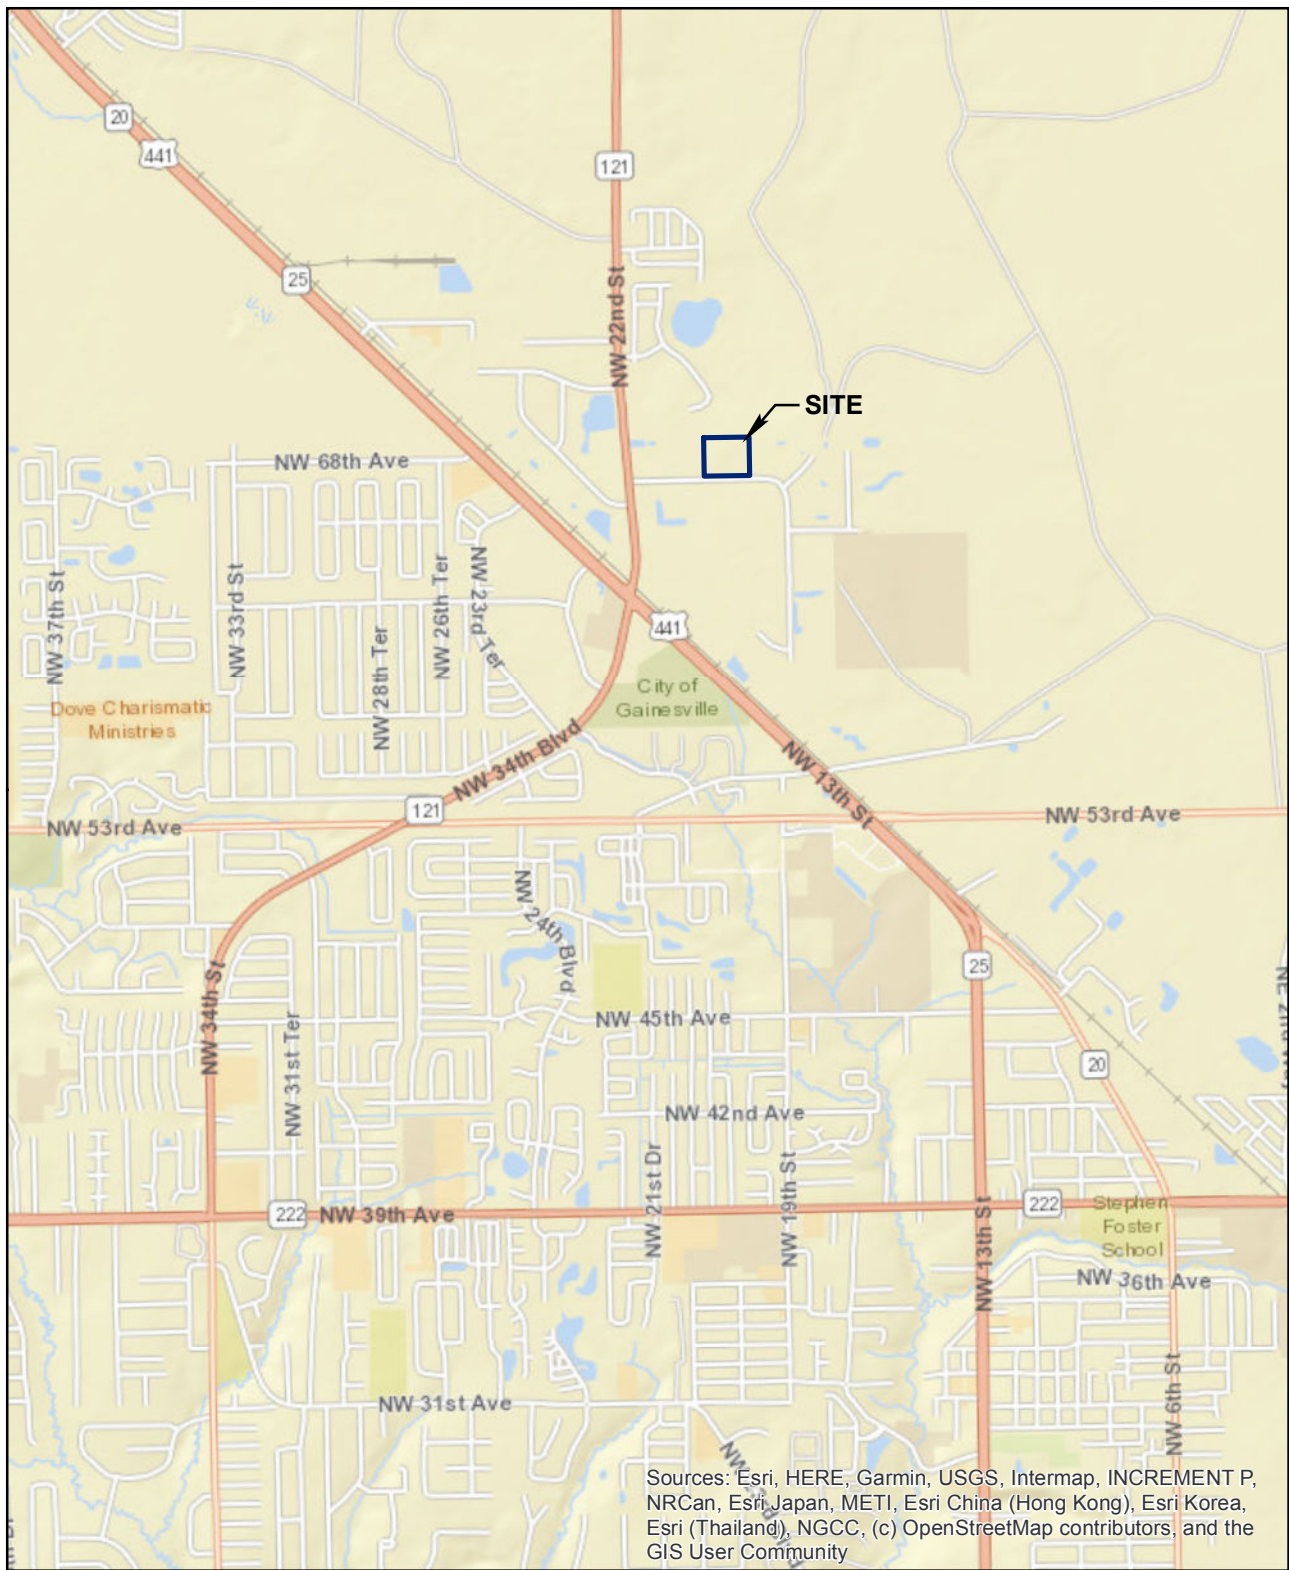 20
441
121
25
NW 22nd St
SITE
NW 68th Ave
NW 37th St
NW 33rd St
NW 28th Ter
NW 26th Ter
NW 23rd Ter
441
City of
Gainesville
Dove Charismatic
Ministries
NW 34th Blvd
NW 13th St
121
NW 53rd Ave
NW 53rd Ave
NW 24th Blvd
NW 34th St
25
NW 45th Ave
NW 31st Ter
20
NW 42nd Ave
NW 21st Dr
NW 19th St
222
NW 39th Ave
222
Stephen
Foster
School
NW 13th St
NW 36th Ave
NW 31st Ave
NW 6th St
Sources: Esri, HERE, Garmin, USGS, Intermap, INCREMENT P,
NRCan, Esri Japan, METI, Esri China (Hong Kong), Esri Korea,
Esri (Thailand), NGCC, (c) OpenStreetMap contributors, and the
GIS User Community